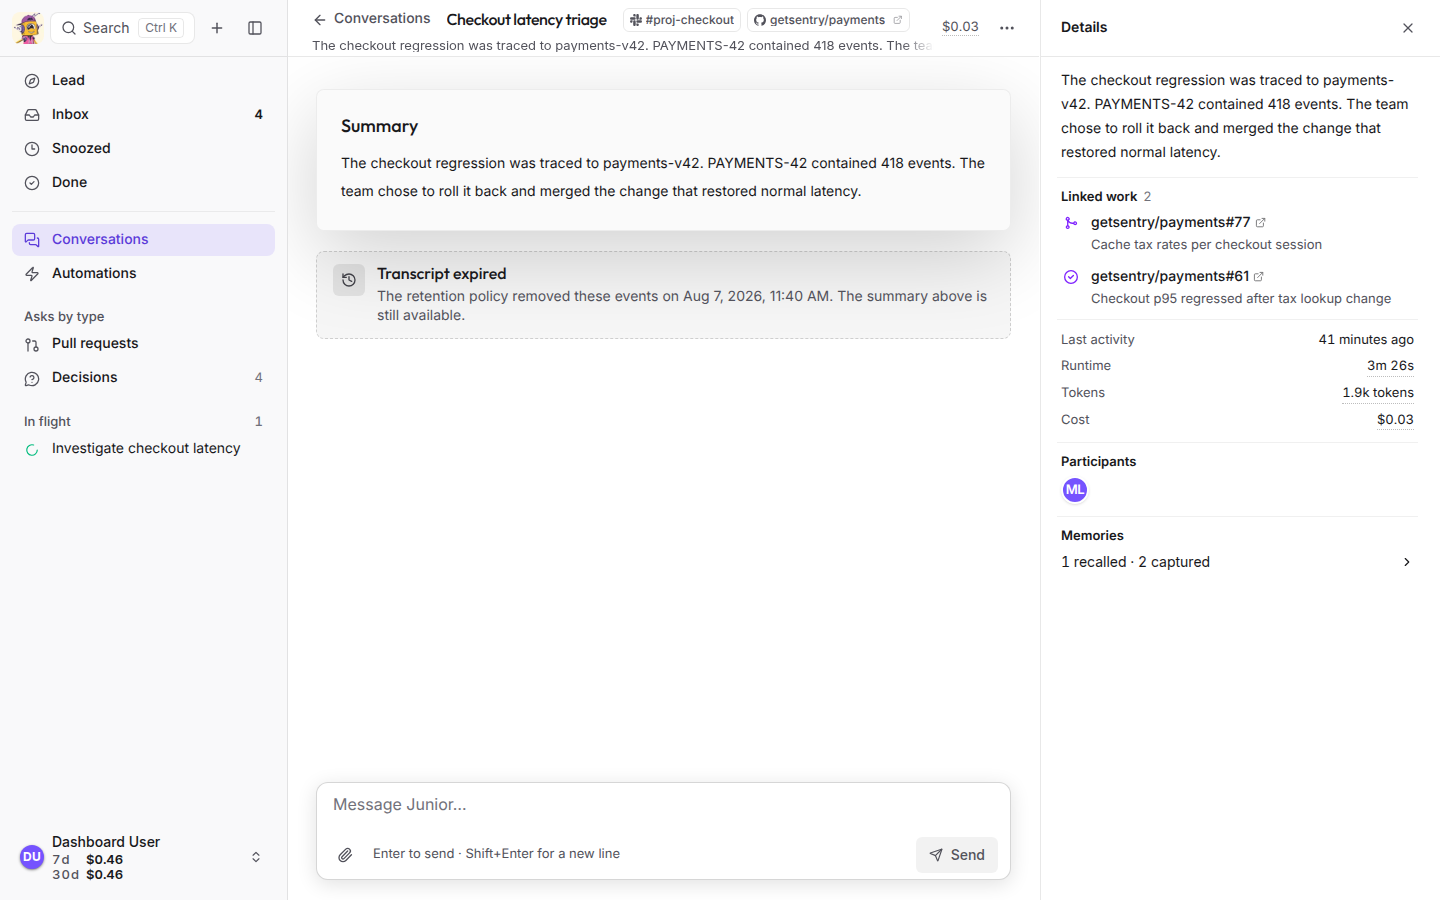 Search Ctrl K
Lead
Inbox 4
Snoozed
Done
Conversations
Automations
Asks by type
Pull requests
Decisions 4
In flight 1
Investigate checkout latency
DU
Dashboard User
7d $0.46
30d $0.46
Conversations Checkout latency triage #proj-checkout getsentry/payments $0.03
The checkout regression was traced to payments-v42. PAYMENTS-42 contained 418 events. The tea
Summary
The checkout regression was traced to payments-v42. PAYMENTS-42 contained 418 events. The
team chose to roll it back and merged the change that restored normal latency.
Transcript expired
The retention policy removed these events on Aug 7, 2026, 11:40 AM. The summary above is
still available.
Message Junior...
Enter to send · Shift+Enter for a new line
Send
Details
The checkout regression was traced to payments-
v42. PAYMENTS-42 contained 418 events. The team
chose to roll it back and merged the change that
restored normal latency.
Linked work 2
getsentry/payments#77
Cache tax rates per checkout session
getsentry/payments#61
Checkout p95 regressed after tax lookup change
Last activity 41 minutes ago
Runtime 3m 26s
Tokens 1.9k tokens
Cost $0.03
Participants
ML
Memories
1 recalled · 2 captured